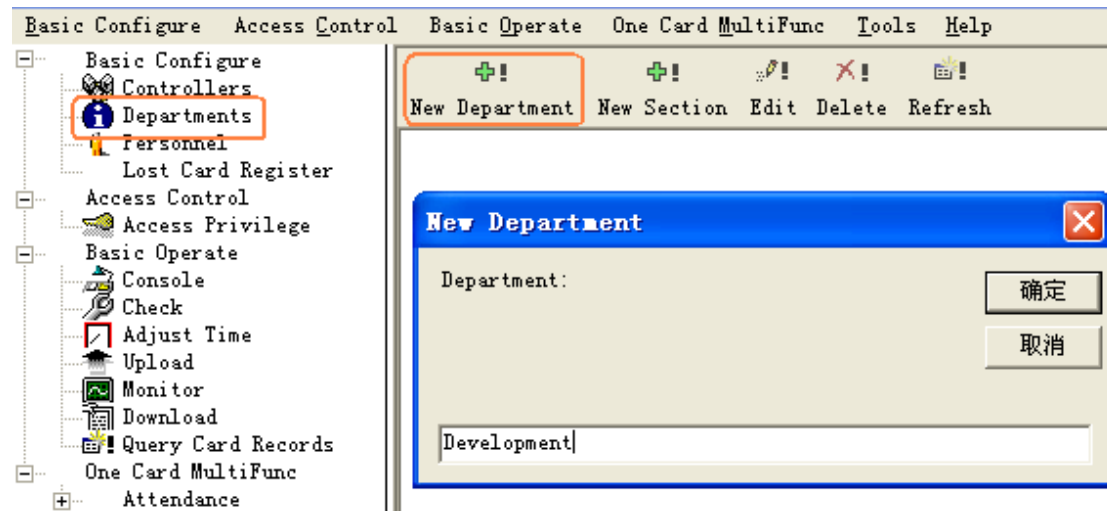 Basic Configure Access Control Basic Operate One Card MultiFunc Tools Help
Basic Configure
Controllers
Departments
Personnel
Lost Card Register
Access Control
Access Privilege
Basic Operate
Console
Check
Adjust Time
Upload
Monitor
Download
Query Card Records
One Card MultiFunc
Attendance
New Department New Section Edit Delete Refresh
New Department
Department:
确定
取消
Development